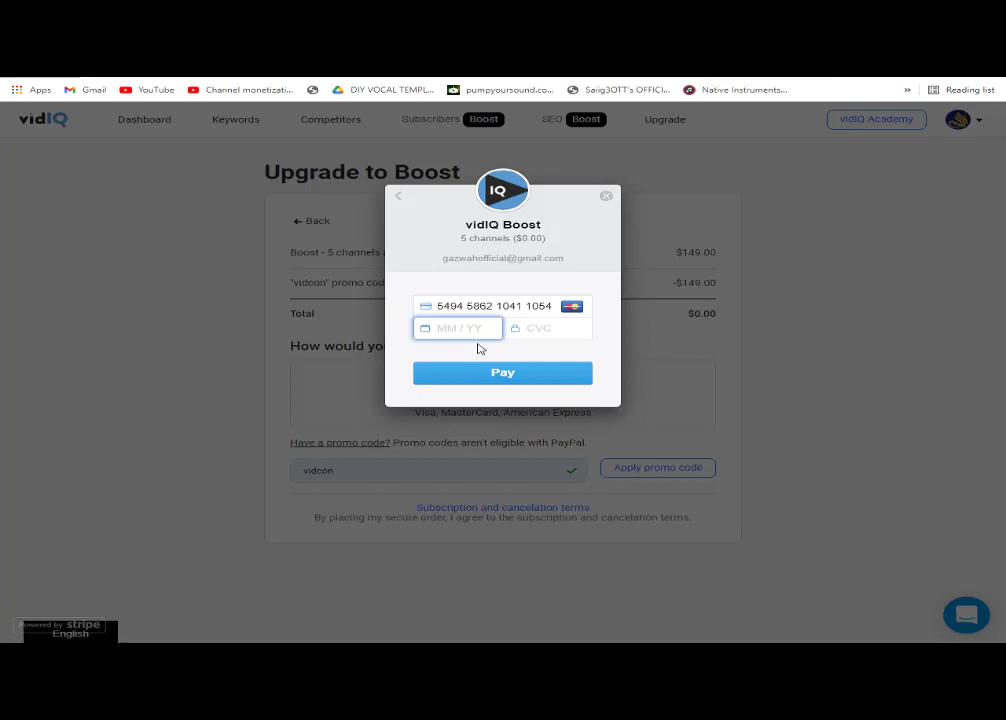 Apps Gmail YouTube Channel monetizati... DIY VOCAL TEMPL... pumpyoursound.co... Saiig3OTT's OFFICI... Native Instruments... » Reading list
vidIQ Dashboard Keywords Competitors Subscribers Boost SEO Boost Upgrade vidIQ Academy
Upgrade to Boost
IQ
Back
vidIQ Boost
5 channels ($0.00)
gazwahofficial@gmail.com
Boost - 5 channels $149.00
"vidcon" promo cod -$149.00
Total $0.00
5494 5862 1041 1054
MM / YY CVC
How would you
Pay
Visa, MasterCard, American Express
Have a promo code? Promo codes aren't eligible with PayPal.
vidcon Apply promo code
Subscription and cancelation terms
By placing my secure order, I agree to the subscription and cancelation terms.
Powered by stripe
English